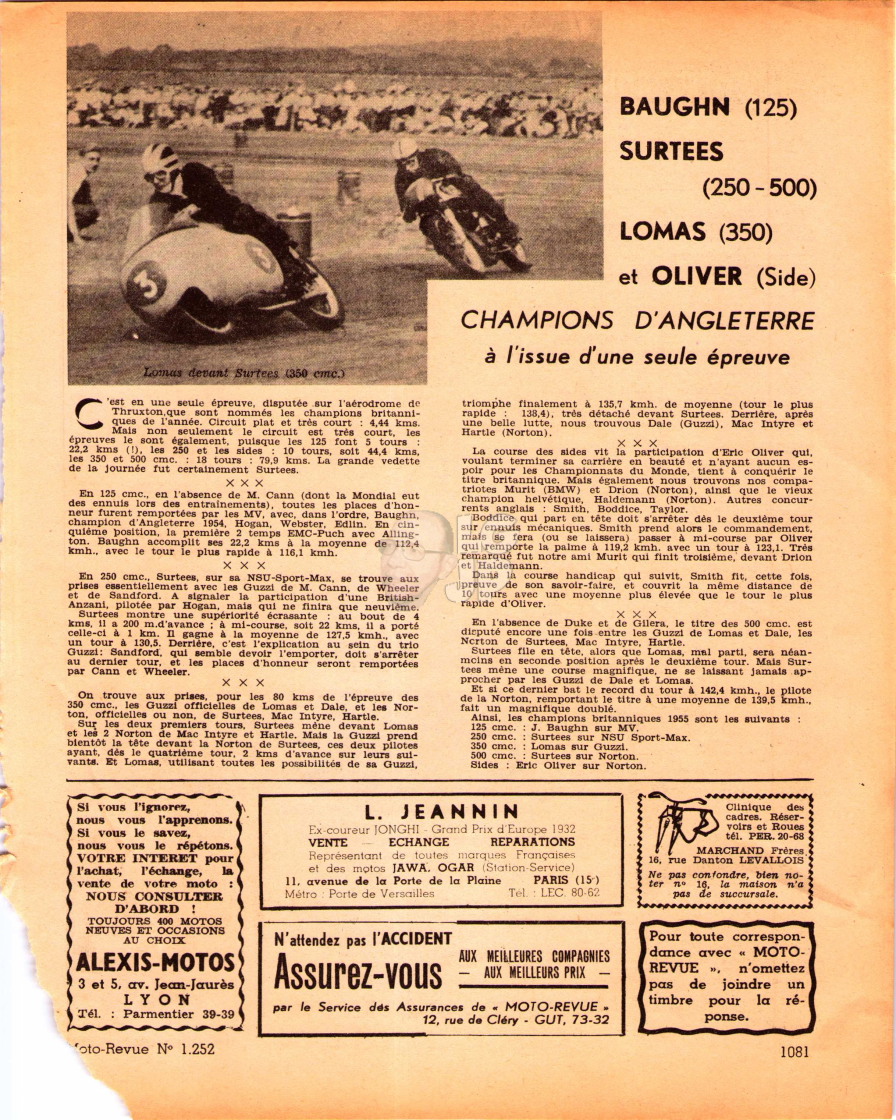 BAUGHN (125)
SURTEES
(250 - 500)
LOMAS (350)
et OLIVER (Side)
CHAMPIONS D'ANGLETERRE
à l'issue d'une seule épreuve
3
Lomas devant Surtees (350 cmc.)
C'est en une seule épreuve, disputée sur l'aérodrome de
Thruxton,que sont nommés les champions britanni-
ques de l'année. Circuit plat et très court : 4,44 kms.
Mais non seulement le circuit est très court, les
épreuves le sont également, puisque les 125 font 5 tours :
22,2 kms (!), les 250 et les sides : 10 tours, soit 44,4 kms,
les 350 et 500 cmc. : 18 tours : 79,9 kms. La grande vedette
de la journée fut certainement Surtees.
× × ×
En 125 cmc., en l'absence de M. Cann (dont la Mondial eut
des ennuis lors des entrainements), toutes les places d'hon-
neur furent remportées par les MV, avec, dans l'ordre, Baughn,
champion d'Angleterre 1954, Hogan, Webster, Edlin. En cin-
quième position, la première 2 temps EMC-Puch avec Alling-
ton. Baughn accomplit ses 22,2 kms à la moyenne de 112,4
kmh., avec le tour le plus rapide à 116,1 kmh.
× × ×
En 250 cmc., Surtees, sur sa NSU-Sport-Max, se trouve aux
prises essentiellement avec les Guzzi de M. Cann, de Wheeler
et de Sandford. A signaler la participation d'une British-
Anzani, pilotée par Hogan, mais qui ne finira que neuvième.
Surtees montre une supériorité écrasante : au bout de 4
kms, il a 200 m.d'avance ; à mi-course, soit 22 kms, il a porté
celle-ci à 1 km. Il gagne à la moyenne de 127,5 kmh., avec
un tour à 130,5. Derrière, c'est l'explication au sein du trio
Guzzi: Sandford, qui semble devoir l'emporter, doit s'arrêter
au dernier tour, et les places d'honneur seront remportées
par Cann et Wheeler.
× × ×
On trouve aux prises, pour les 80 kms de l'épreuve des
350 cmc., les Guzzi officielles de Lomas et Dale, et les Nor-
ton, officielles ou non, de Surtees, Mac Intyre, Hartle.
Sur les deux premiers tours, Surtees mène devant Lomas
et les 2 Norton de Mac Intyre et Hartle. Mais la Guzzi prend
bientôt la tête devant la Norton de Surtees, ces deux pilotes
ayant, dès le quatrième tour, 2 kms d'avance sur leurs sui-
vants. Et Lomas, utilisant toutes les possibilités de sa Guzzi,
triomphe finalement à 135,7 kmh. de moyenne (tour le plus
rapide : 138,4), très détaché devant Surtees. Derrière, après
une belle lutte, nous trouvous Dale (Guzzi), Mac Intyre et
Hartle (Norton).
× × ×
La course des sides vit la participation d'Eric Oliver qui,
voulant terminer sa carrière en beauté et n'ayant aucun es-
poir pour les Championnats du Monde, tient à conquérir le
titre britannique. Mais également nous trouvons nos compa-
triotes Murit (BMW) et Drion (Norton), ainsi que le vieux
champion helvétique, Haldemann (Norton). Autres concur-
rents anglais : Smith, Boddice, Taylor.
Boddice qui part en tête doit s'arrêter dès le deuxième tour
sur ennuis mécaniques. Smith prend alors le commandement,
mais se fera (ou se laissera) passer à mi-course par Oliver
qui remporte la palme à 119,2 kmh. avec un tour à 123,1. Très
remarqué fut notre ami Murit qui finit troisième, devant Drion
et Haldemann.
Dans la course handicap qui suivit, Smith fit, cette fois,
preuve de son savoir-faire, et couvrit la même distance de
10 tours avec une moyenne plus élevée que le tour le plus
rapide d'Oliver.
× × ×
En l'absence de Duke et de Gilera, le titre des 500 cmc. est
disputé encore une fois entre les Guzzi de Lomas et Dale, les
Norton de Surtees, Mac Intyre, Hartle.
Surtees file en tête, alors que Lomas, mal parti, sera néan-
moins en seconde position après le deuxième tour. Mais Sur-
tees mène une course magnifique, ne se laissant jamais ap-
procher par les Guzzi de Dale et Lomas.
Et si ce dernier bat le record du tour à 142,4 kmh., le pilote
de la Norton, remportant le titre à une moyenne de 139,5 kmh.,
fait un magnifique doublé.
Ainsi, les champions britanniques 1955 sont les suivants :
125 cmc. : J. Baughn sur MV.
250 cmc. : Surtees sur NSU Sport-Max.
350 cmc. : Lomas sur Guzzi.
500 cmc. : Surtees sur Norton.
Sides : Eric Oliver sur Norton.
Si vous l'ignorez,
nous vous l'apprenons.
Si vous le savez,
nous vous le répétons.
VOTRE INTERET pour
l'achat, l'échange, la
vente de votre moto :
NOUS CONSULTER
D'ABORD !
TOUJOURS 400 MOTOS
NEUVES ET OCCASIONS
AU CHOIX
ALEXIS-MOTOS
3 et 5, av. Jean-Jaurès
LYON
Tél. : Parmentier 39-39
L. JEANNIN
Ex-coureur JONGHI - Grand Prix d'Europe 1932
VENTE - ECHANGE REPARATIONS
Représentant de toutes marques Françaises
et des motos JAWA, OGAR (Station-Service)
11, avenue de la Porte de la Plaine PARIS (15e)
Métro : Porte de Versailles Tél. : LEC. 80-62
N'attendez pas l'ACCIDENT
Assurez-vous
AUX MEILLEURES COMPAGNIES
— AUX MEILLEURS PRIX —
par le Service des Assurances de « MOTO-REVUE »
12, rue de Cléry - GUT, 73-32
Clinique des
cadres. Réser-
voirs et Roues
tél. PER. 20-68
MARCHAND Frères
16, rue Danton LEVALLOIS
Ne pas confondre, bien no-
ter n° 16, la maison n'a
pas de succursale.
Pour toute correspon-
dance avec « MOTO-
REVUE », n'omettez
pas de joindre un
timbre pour la ré-
ponse.
oto-Revue N° 1.252
1081